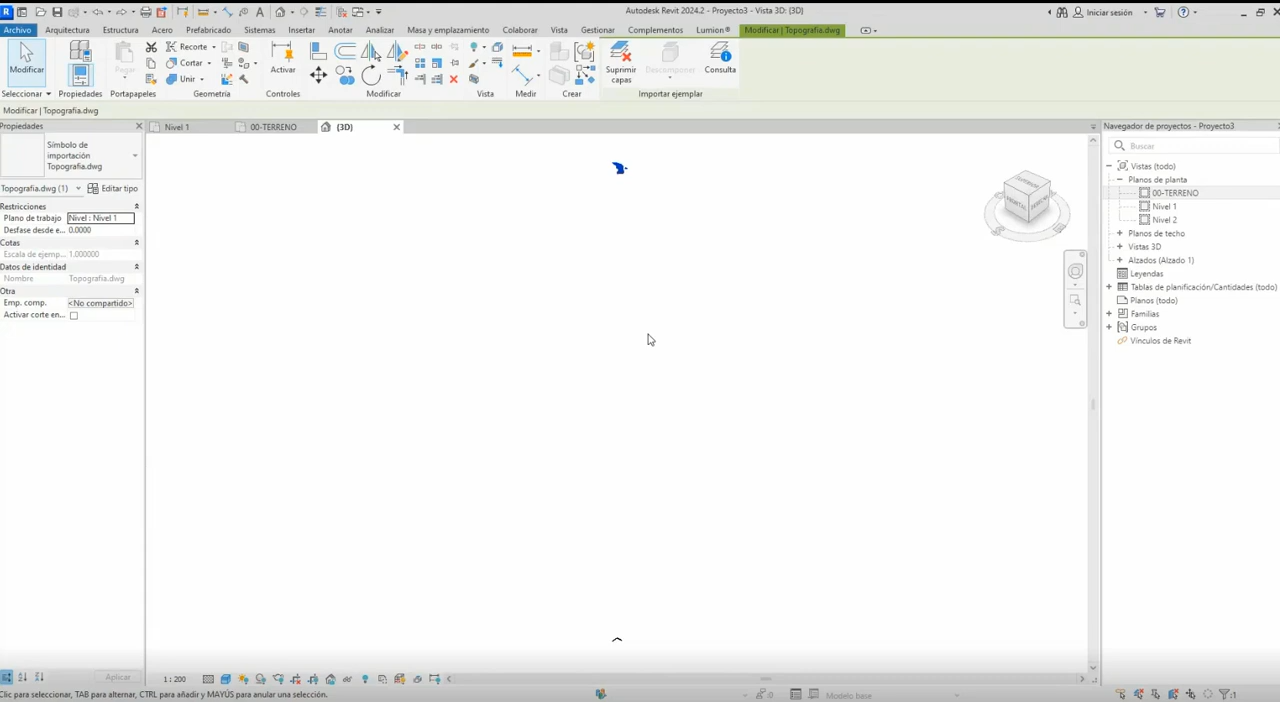 Autodesk Revit 2024.2 - Proyecto3 - Vista 3D: {3D}
Iniciar sesión
Archivo Arquitectura Estructura Acero Prefabricado Sistemas Insertar Anotar Analizar Masa y emplazamiento Colaborar Vista Gestionar Complementos Lumion® Modificar | Topografia.dwg
Modificar
Pegar
Recorte
Cortar
Unir
Activar
Suprimir capas
Descomponer
Consulta
Seleccionar Propiedades Portapapeles Geometría Controles Modificar Vista Medir Crear Importar ejemplar
Modificar | Topografia.dwg
Propiedades
Nivel 1 00-TERRENO {3D}
Navegador de proyectos - Proyecto3
Símbolo de
importación
Topografia.dwg
Topografia.dwg (1) Editar tipo
Restricciones
Plano de trabajo Nivel : Nivel 1
Desfase desde e... 0.0000
Cotas
Escala de ejemp... 1.000000
Datos de identidad
Nombre Topografia.dwg
Otra
Emp. comp. <No compartido>
Activar corte en...
Aplicar
Buscar
Vistas (todo)
Planos de planta
00-TERRENO
Nivel 1
Nivel 2
Planos de techo
Vistas 3D
Alzados (Alzado 1)
Leyendas
Tablas de planificación/Cantidades (todo)
Planos (todo)
Familias
Grupos
Vínculos de Revit
1 : 200
Clic para seleccionar, TAB para alternar, CTRL para añadir y MAYÚS para anular una selección.
:0
Modelo base
:1